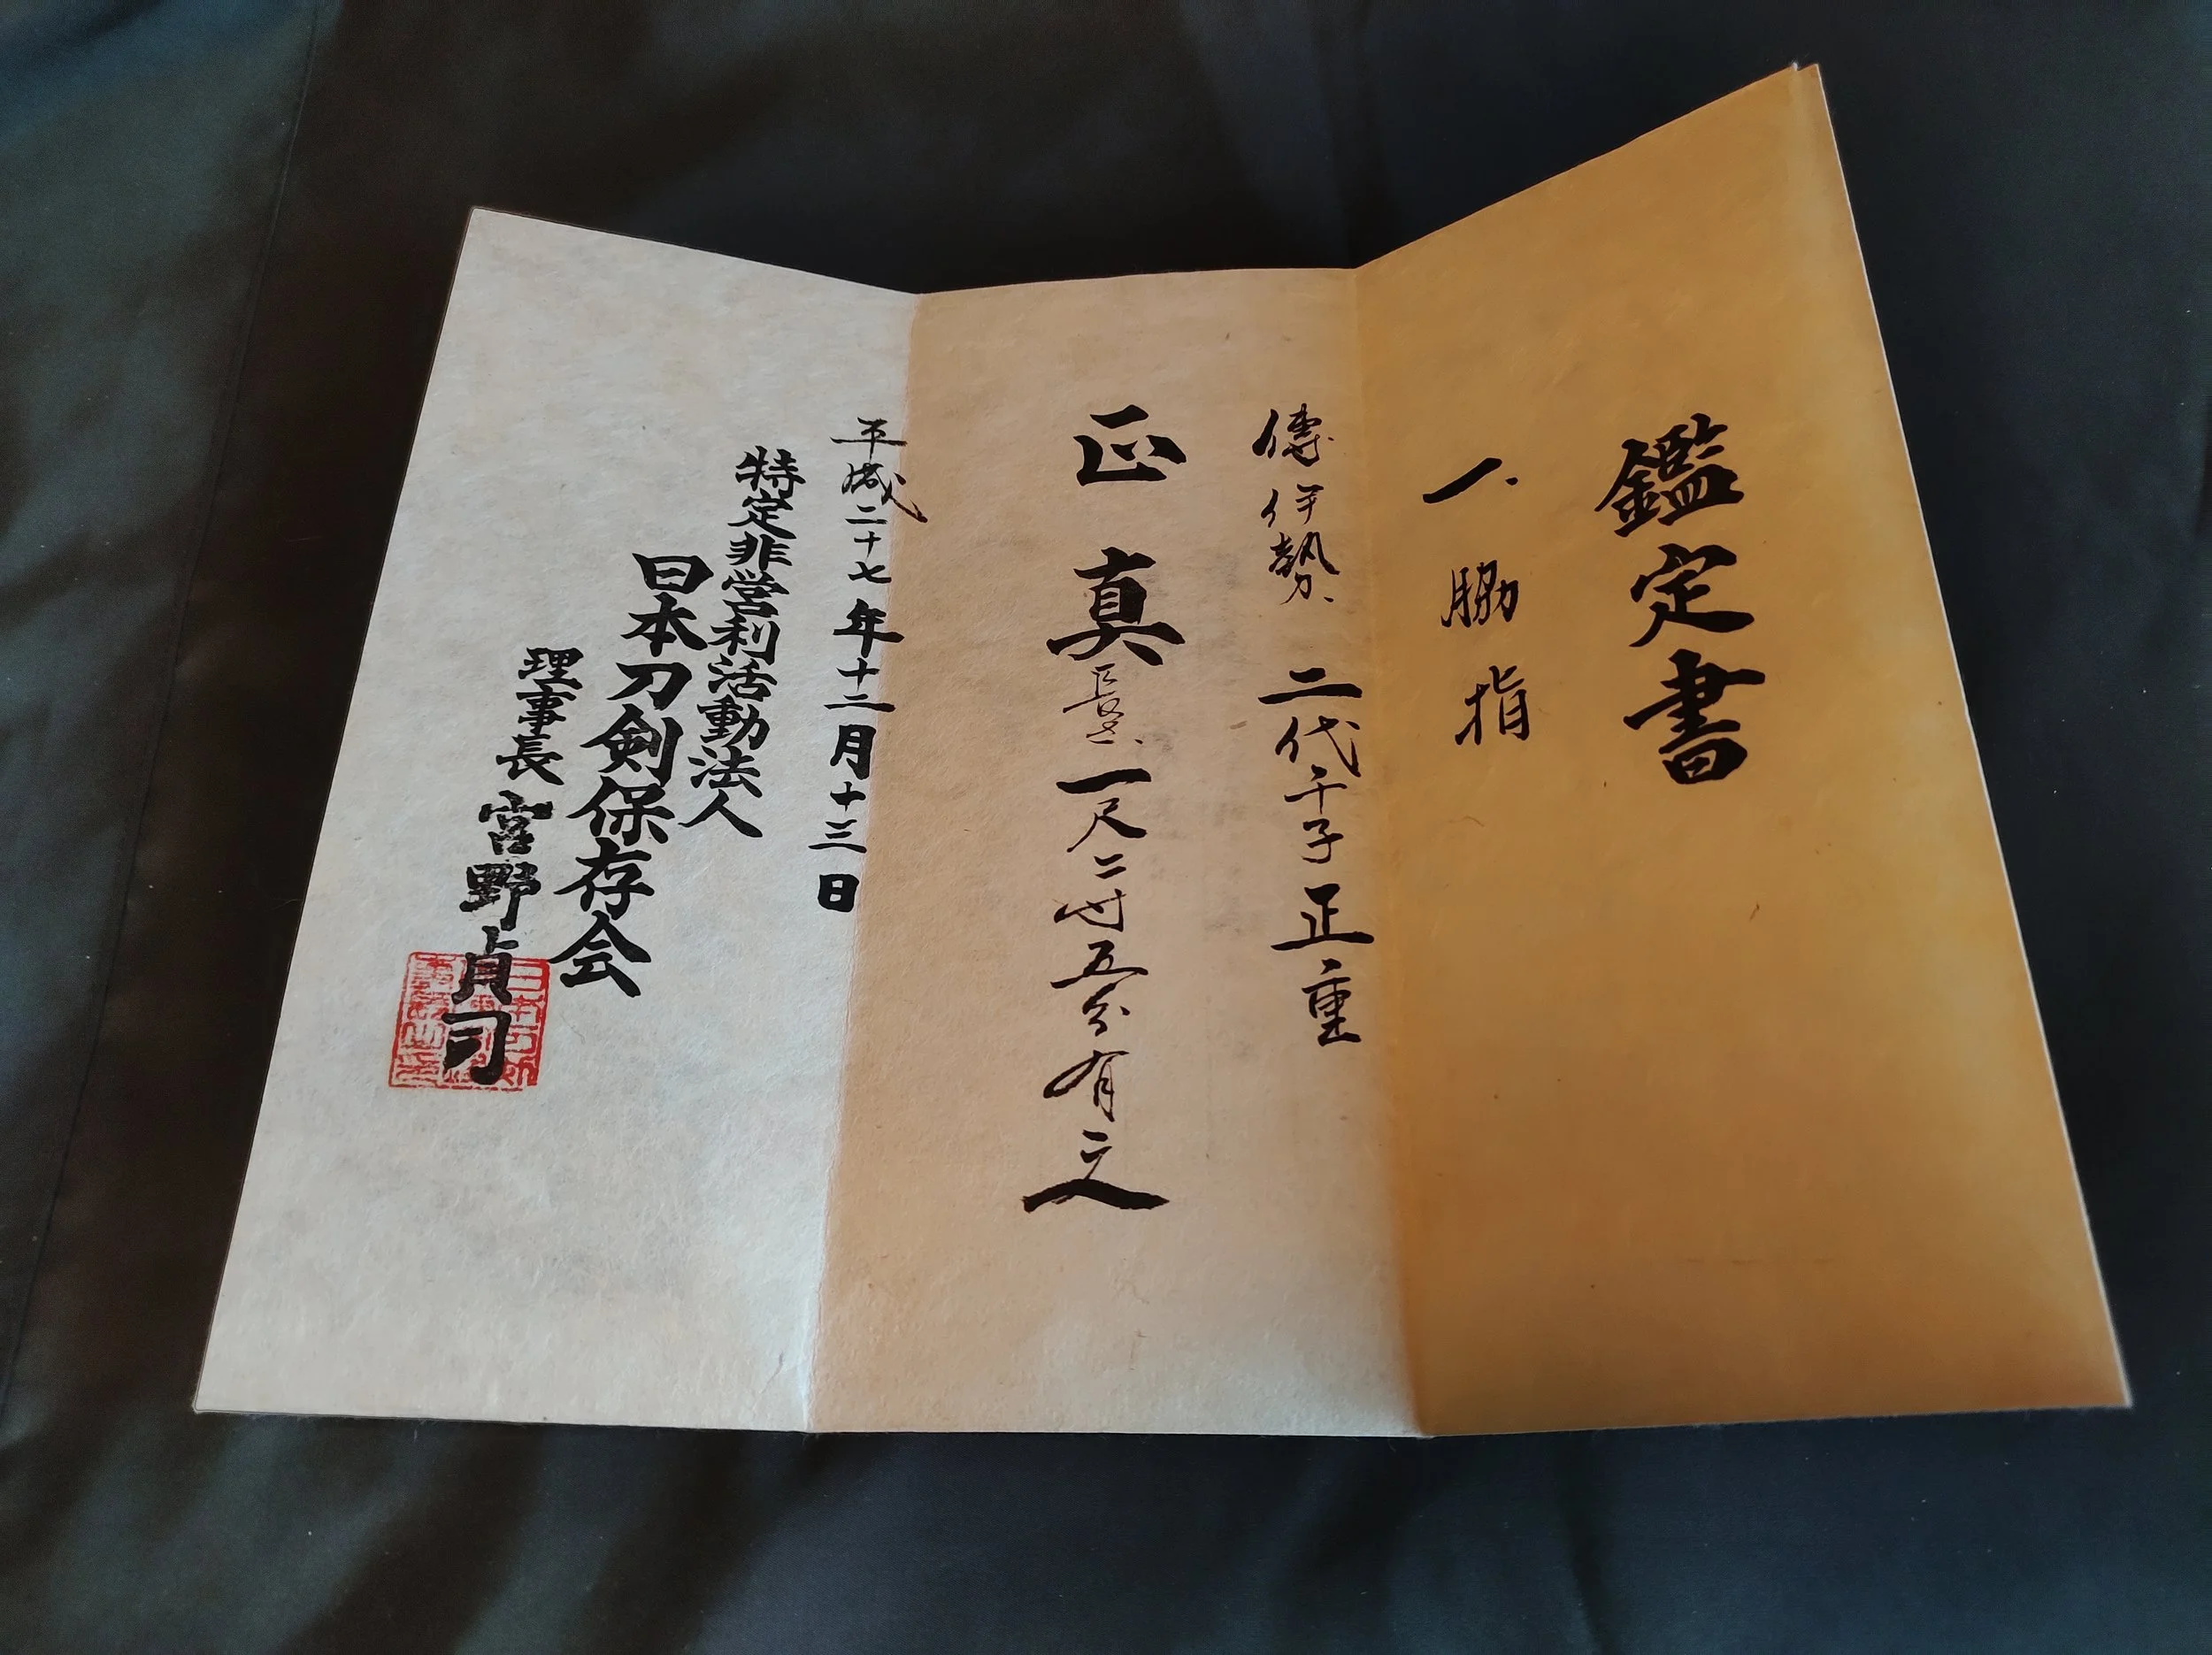 鑑定書
一、脇指
傳伊勢、二代千子正重
正真長さ、一尺二寸五分有之
平成二十七年十二月十三日
特定非営利活動法人
日本刀剣保存会
理事長 宮野貞司